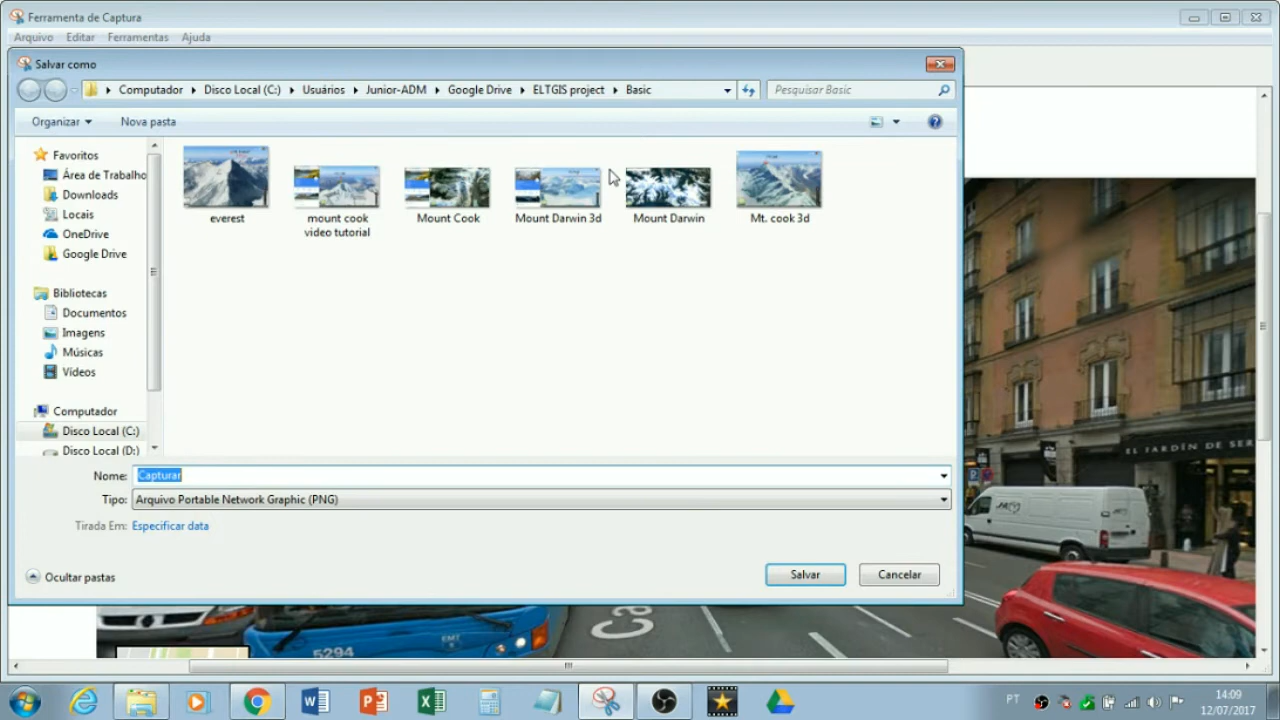 Ferramenta de Captura
Arquivo Editar Ferramentas Ajuda
Salvar como
Computador Disco Local (C:) Usuários Junior-ADM Google Drive ELTGIS project Basic
Pesquisar Basic
Organizar Nova pasta
Favoritos
Área de Trabalho
Downloads
Locais
OneDrive
Google Drive
Bibliotecas
Documentos
Imagens
Músicas
Vídeos
Computador
Disco Local (C:)
Disco Local (D:)
everest
mount cook
video tutorial
Mount Cook
Mount Darwin 3d
Mount Darwin
Mt. cook 3d
Nome: Capturar
Tipo: Arquivo Portable Network Graphic (PNG)
Tirada Em: Especificar data
Ocultar pastas
Salvar
Cancelar
EL JARDÍN DE SER
EMT
5294
Ca
PT
14:09
12/07/2017